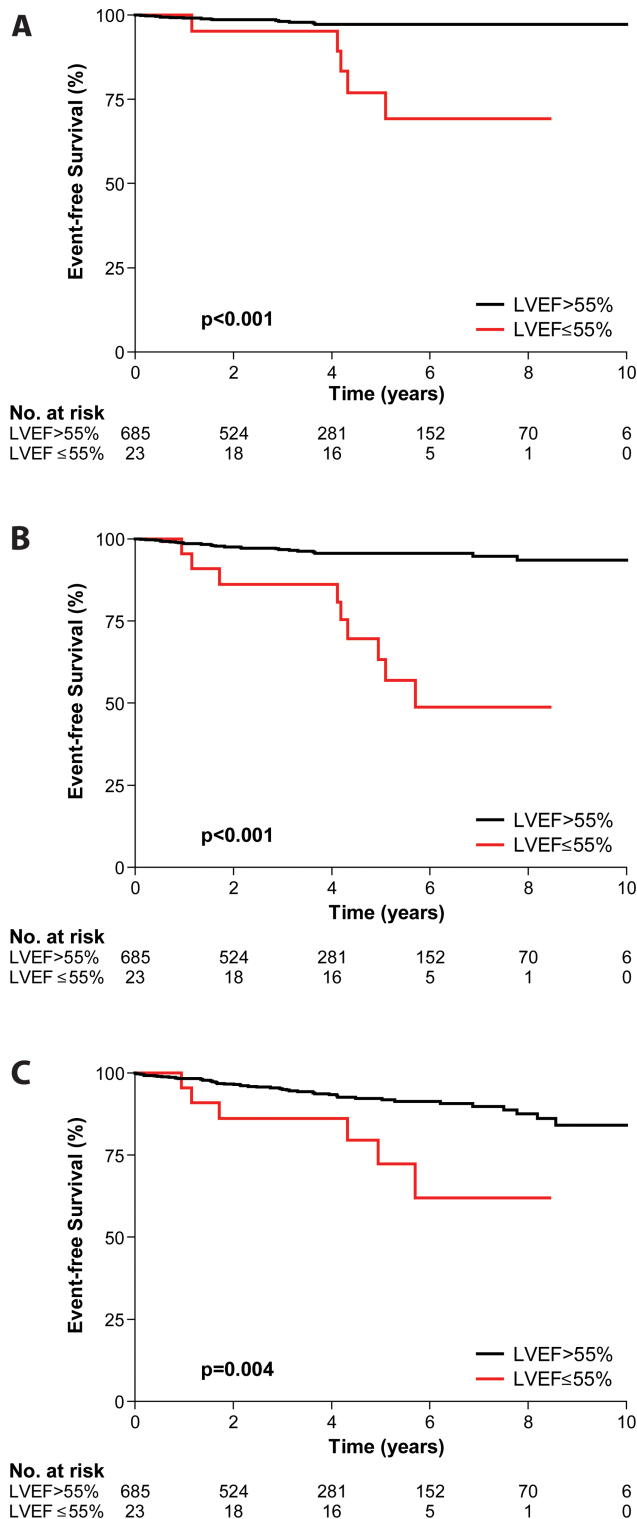 A
Event-free Survival (%)
100
75
50
25
0
p<0.001
LVEF>55%
LVEF≤55%
0 2 4 6 8 10
Time (years)
No. at risk
LVEF>55% 685 524 281 152 70 6
LVEF ≤55% 23 18 16 5 1 0
B
Event-free Survival (%)
100
75
50
25
0
p<0.001
LVEF>55%
LVEF≤55%
0 2 4 6 8 10
Time (years)
No. at risk
LVEF>55% 685 524 281 152 70 6
LVEF ≤55% 23 18 16 5 1 0
C
Event-free Survival (%)
100
75
50
25
0
p=0.004
LVEF>55%
LVEF≤55%
0 2 4 6 8 10
Time (years)
No. at risk
LVEF>55% 685 524 281 152 70 6
LVEF ≤55% 23 18 16 5 1 0